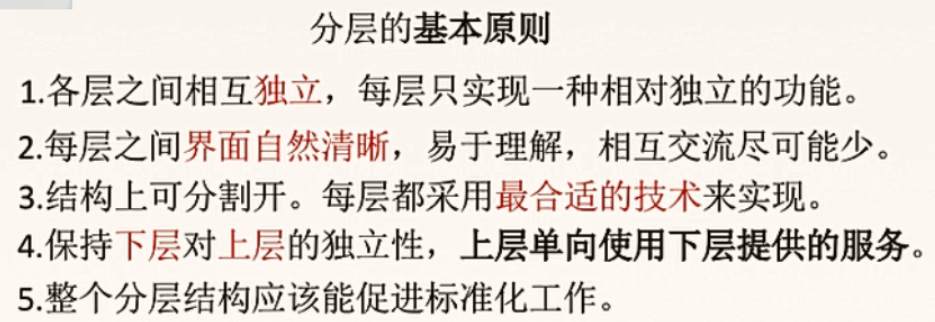 分层的基本原则
1.各层之间相互独立，每层只实现一种相对独立的功能。
2.每层之间界面自然清晰，易于理解，相互交流尽可能少。
3.结构上可分割开。每层都采用最合适的技术来实现。
4.保持下层对上层的独立性，上层单向使用下层提供的服务。
5.整个分层结构应该能促进标准化工作。